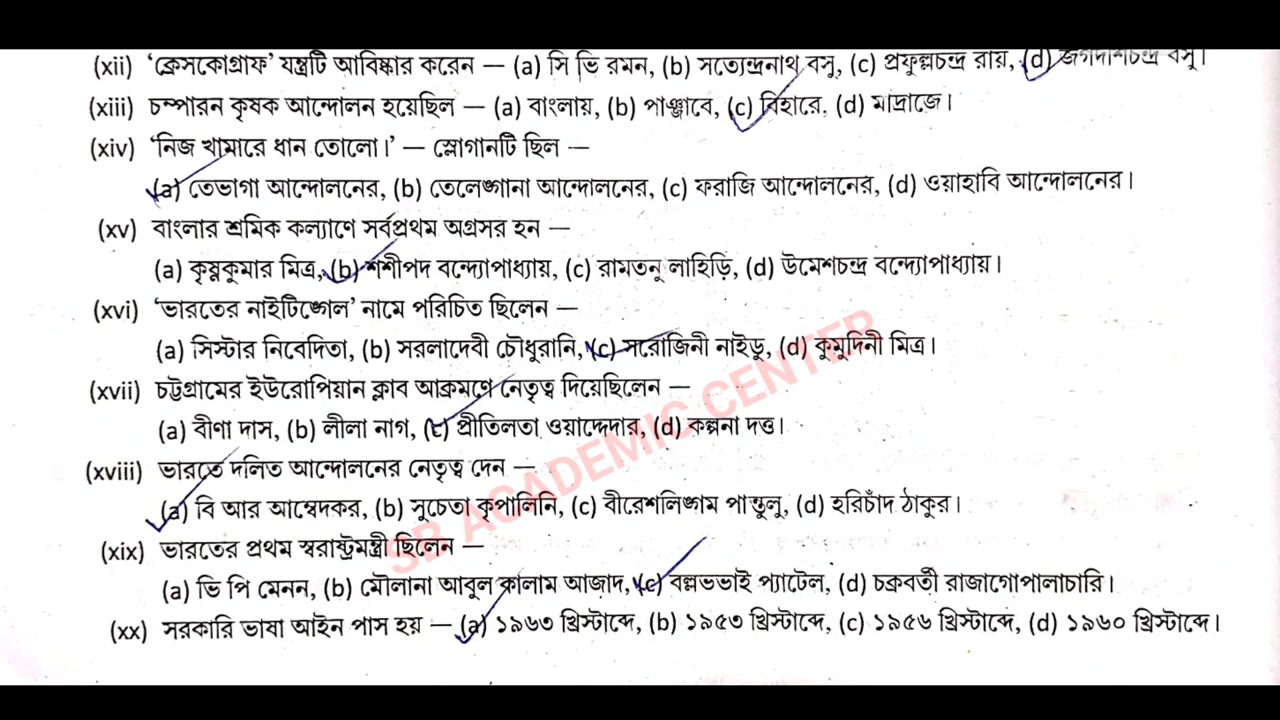 (xii) 'ক্রেসকোগ্রাফ' যন্ত্রটি আবিষ্কার করেন — (a) সি ভি রমন, (b) সত্যেন্দ্রনাথ বসু, (c) প্রফুল্লচন্দ্র রায়, (d) জগদীশচন্দ্র বসু।
(xiii) চম্পারন কৃষক আন্দোলন হয়েছিল — (a) বাংলায়, (b) পাঞ্জাবে, (c) বিহারে, (d) মাদ্রাজে।
(xiv) 'নিজ খামারে ধান তোলো।' — স্লোগানটি ছিল —
(a) তেভাগা আন্দোলনের, (b) তেলেঙ্গানা আন্দোলনের, (c) ফরাজি আন্দোলনের, (d) ওয়াহাবি আন্দোলনের।
(xv) বাংলার শ্রমিক কল্যাণে সর্বপ্রথম অগ্রসর হন —
(a) কৃষ্ণকুমার মিত্র, (b) শশীপদ বন্দ্যোপাধ্যায়, (c) রামতনু লাহিড়ি, (d) উমেশচন্দ্র বন্দ্যোপাধ্যায়।
(xvi) 'ভারতের নাইটিঙ্গেল' নামে পরিচিত ছিলেন —
(a) সিস্টার নিবেদিতা, (b) সরলাদেবী চৌধুরানি, (c) সরোজিনী নাইডু, (d) কুমুদিনী মিত্র।
(xvii) চট্টগ্রামের ইউরোপিয়ান ক্লাব আক্রমণে নেতৃত্ব দিয়েছিলেন —
(a) বীণা দাস, (b) লীলা নাগ, (c) প্রীতিলতা ওয়াদ্দেদার, (d) কল্পনা দত্ত।
(xviii) ভারতে দলিত আন্দোলনের নেতৃত্ব দেন —
(a) বি আর আম্বেদকর, (b) সুচেতা কৃপালিনি, (c) বীরেশলিঙ্গাম পান্তুলু, (d) হরিচাঁদ ঠাকুর।
(xix) ভারতের প্রথম স্বরাষ্ট্রমন্ত্রী ছিলেন —
(a) ভি পি মেনন, (b) মৌলানা আবুল কালাম আজাদ, (c) বল্লভভাই প্যাটেল, (d) চক্রবর্তী রাজাগোপালাচারি।
(xx) সরকারি ভাষা আইন পাস হয় — (a) ১৯৬৩ খ্রিস্টাব্দে, (b) ১৯৫৩ খ্রিস্টাব্দে, (c) ১৯৫৬ খ্রিস্টাব্দে, (d) ১৯৬০ খ্রিস্টাব্দে।
SB ACADEMIC CENTER